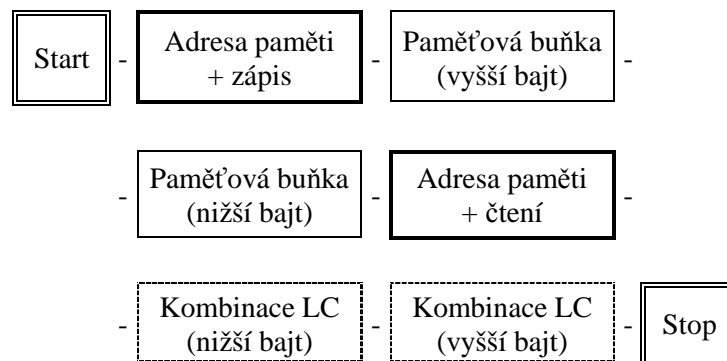 Start - Adresa paměti + zápis - Paměťová buňka (vyšší bajt) -
- Paměťová buňka (nižší bajt) - Adresa paměti + čtení -
- Kombinace LC (nižší bajt) - Kombinace LC (vyšší bajt) - Stop